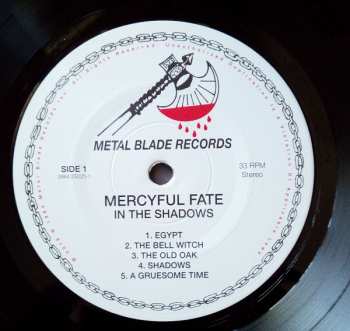 METAL BLADE RECORDS
SIDE 1
33 RPM
Stereo
MERCYFUL FATE
IN THE SHADOWS
1. EGYPT
2. THE BELL WITCH
3. THE OLD OAK
4. SHADOWS
5. A GRUESOME TIME